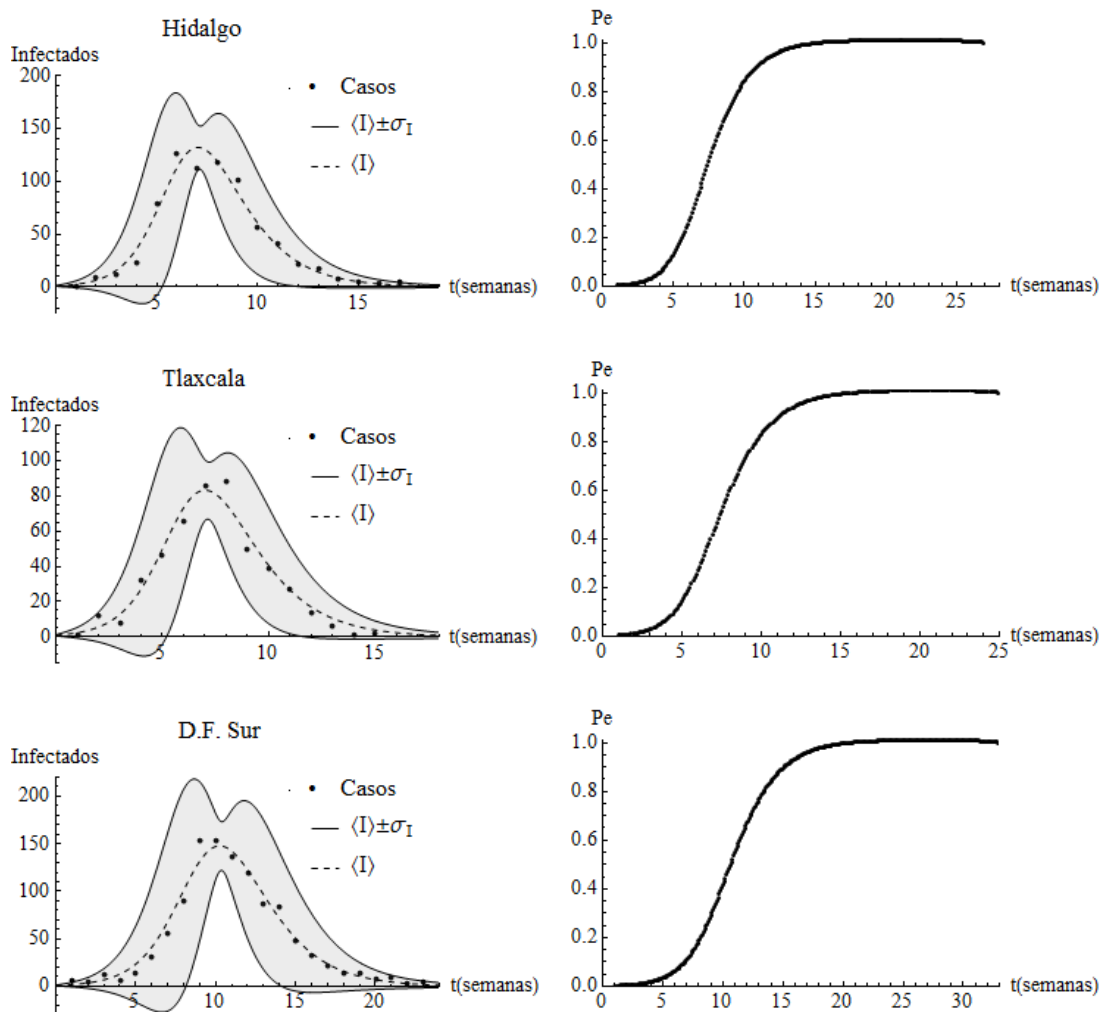 Hidalgo
Infectados
200
150
100
50
0
5
10
15
t(semanas)
• Casos
⟨I⟩±σI
⟨I⟩
Pe
1.0
0.8
0.6
0.4
0.2
0.0
0
5
10
15
20
25
t(semanas)
Tlaxcala
Infectados
120
100
80
60
40
20
0
5
10
15
t(semanas)
• Casos
⟨I⟩±σI
⟨I⟩
Pe
1.0
0.8
0.6
0.4
0.2
0.0
0
5
10
15
20
25
t(semanas)
D.F. Sur
Infectados
200
150
100
50
0
5
10
15
20
t(semanas)
• Casos
⟨I⟩±σI
⟨I⟩
Pe
1.0
0.8
0.6
0.4
0.2
0.0
0
5
10
15
20
25
30
t(semanas)